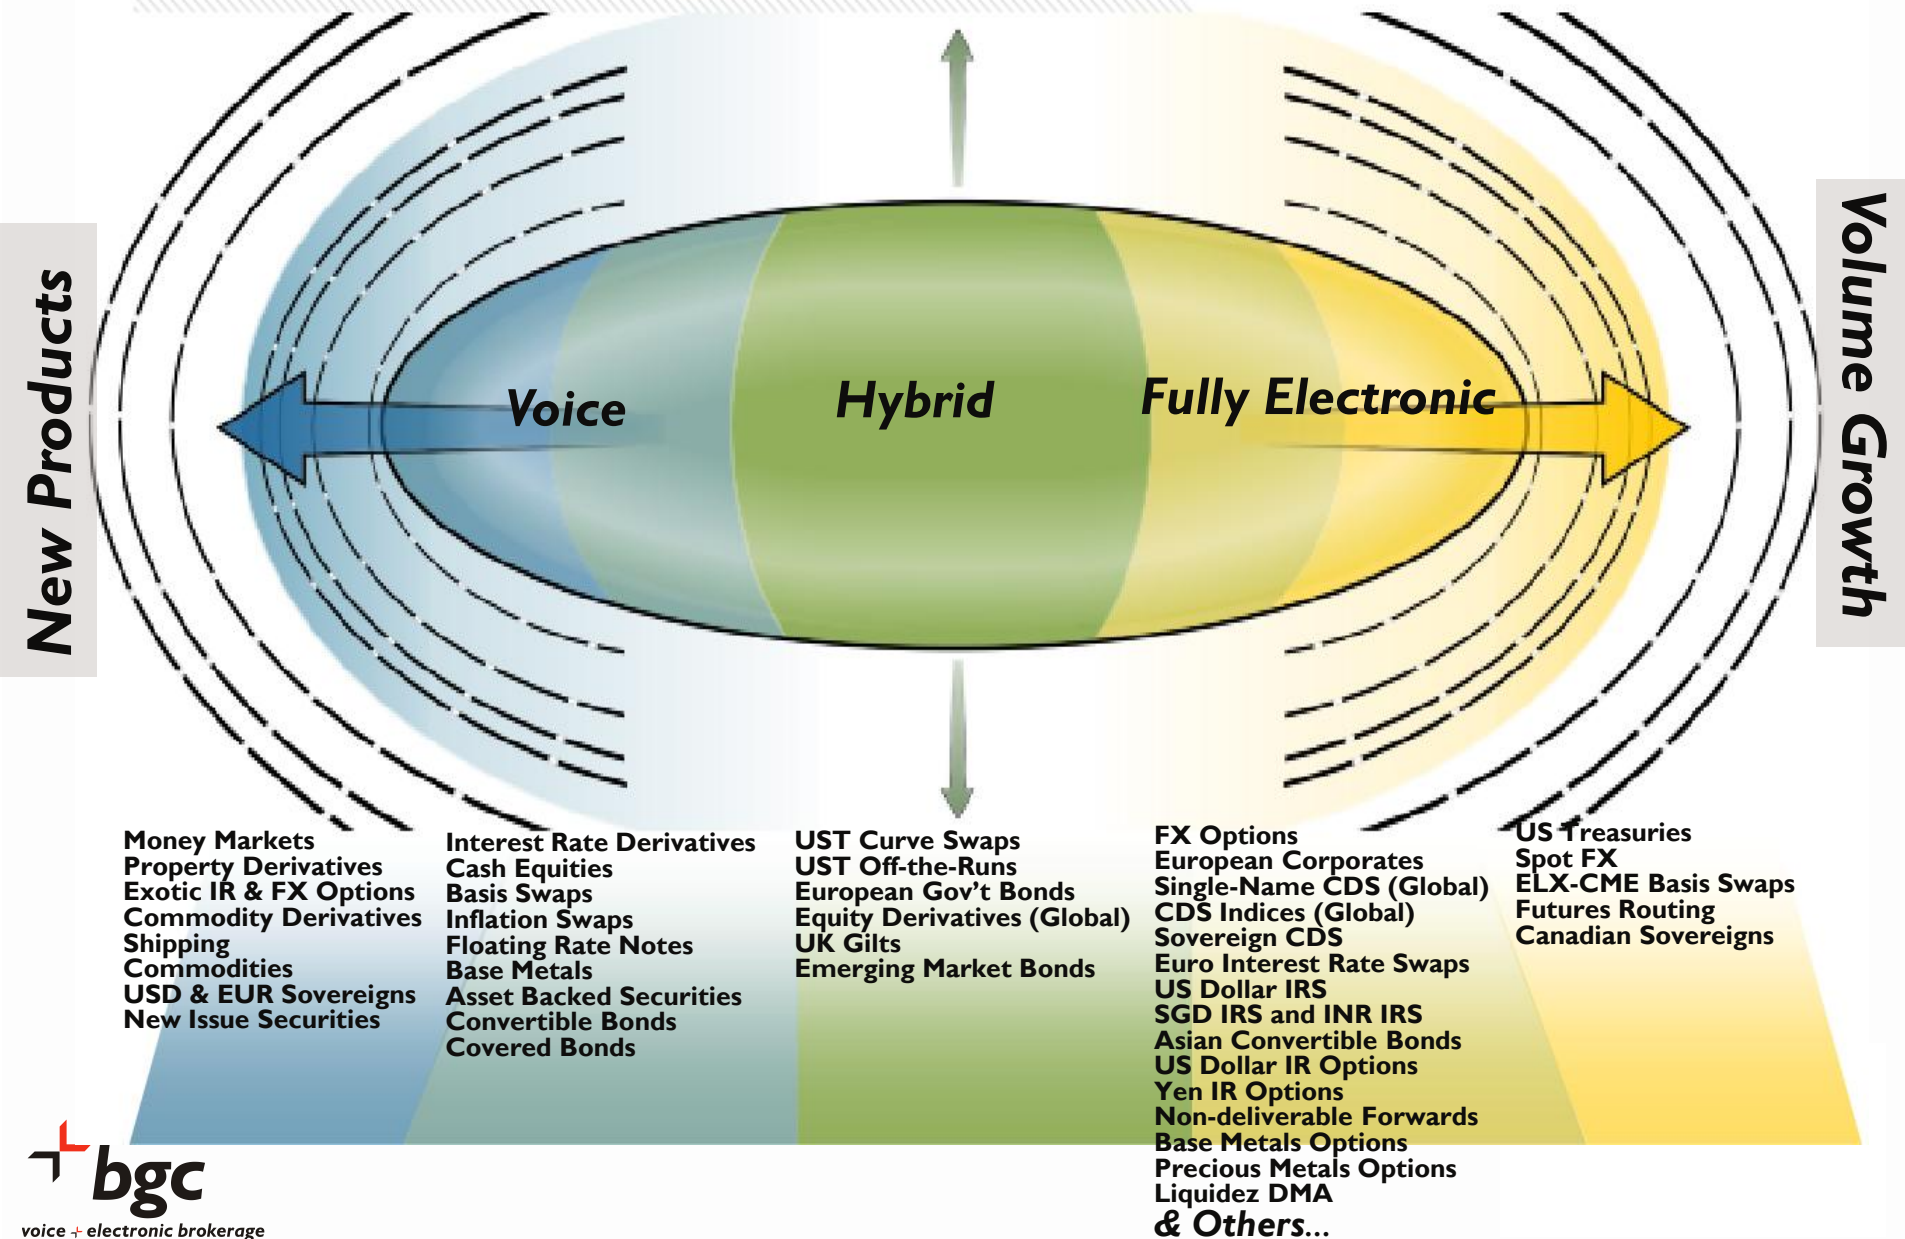 New Products
Volume Growth
Voice
Hybrid
Fully Electronic
Money Markets
Property Derivatives
Exotic IR & FX Options
Commodity Derivatives
Shipping
Commodities
USD & EUR Sovereigns
New Issue Securities
Interest Rate Derivatives
Cash Equities
Basis Swaps
Inflation Swaps
Floating Rate Notes
Base Metals
Asset Backed Securities
Convertible Bonds
Covered Bonds
UST Curve Swaps
UST Off-the-Runs
European Gov’t Bonds
Equity Derivatives (Global)
UK Gilts
Emerging Market Bonds
FX Options
European Corporates
Single-Name CDS (Global)
CDS Indices (Global)
Sovereign CDS
Euro Interest Rate Swaps
US Dollar IRS
SGD IRS and INR IRS
Asian Convertible Bonds
US Dollar IR Options
Yen IR Options
Non-deliverable Forwards
Base Metals Options
Precious Metals Options
Liquidez DMA
& Others...
US Treasuries
Spot FX
ELX-CME Basis Swaps
Futures Routing
Canadian Sovereigns
bgc
voice + electronic brokerage